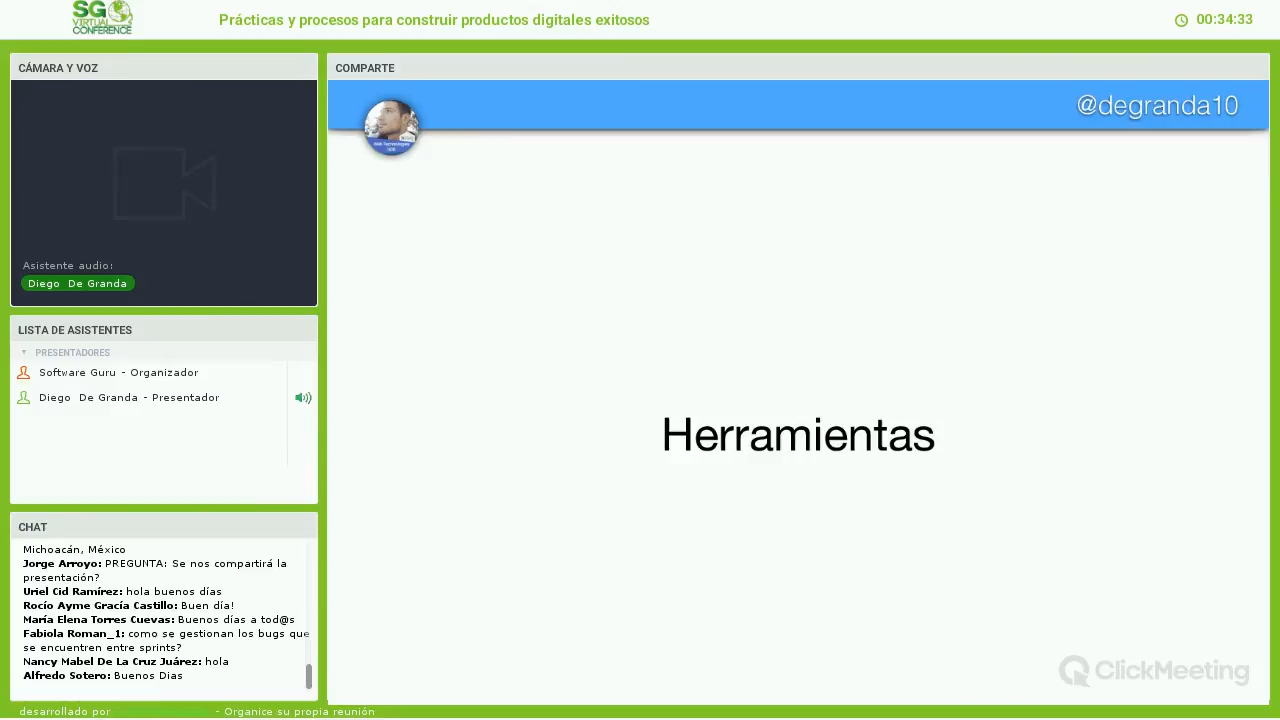 SG
VIRTUAL
CONFERENCE
Prácticas y procesos para construir productos digitales exitosos
00:34:33
CÁMARA Y VOZ
Asistente audio:
Diego De Granda
LISTA DE ASISTENTES
PRESENTADORES
Software Guru - Organizador
Diego De Granda - Presentador
CHAT
Michoacán, México
Jorge Arroyo: PREGUNTA: Se nos compartirá la
presentación?
Uriel Cid Ramírez: hola buenos días
Rocío Ayme Gracía Castillo: Buen día!
María Elena Torres Cuevas: Buenos días a tod@s
Fabiola Roman_1: como se gestionan los bugs que
se encuentren entre sprints?
Nancy Mabel De La Cruz Juárez: hola
Alfredo Sotero: Buenos Dias
desarrollado por - Organice su propia reunión
COMPARTE
@degranda10
Herramientas
ClickMeeting